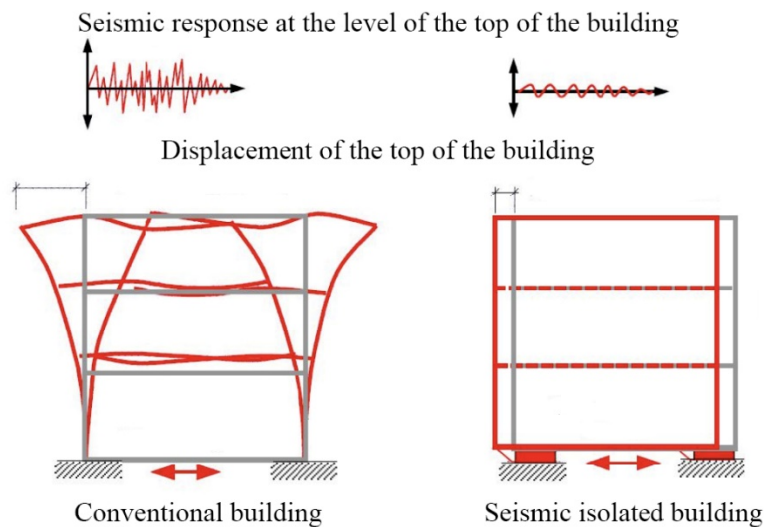 Seismic response at the level of the top of the building
Displacement of the top of the building
Conventional building
Seismic isolated building